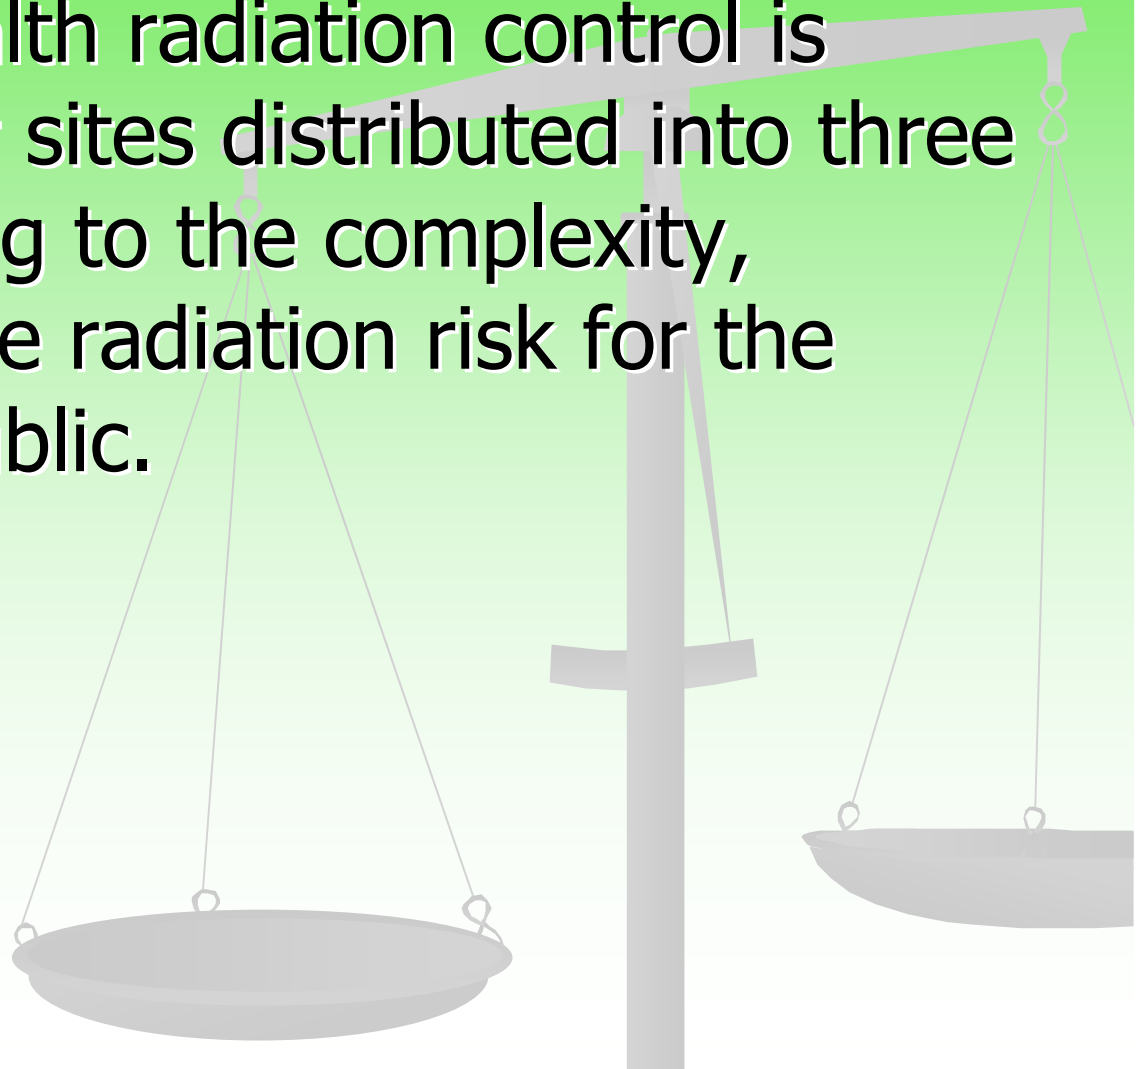 lth radiation control is
sites distributed into three
g to the complexity,
e radiation risk for the
blic.